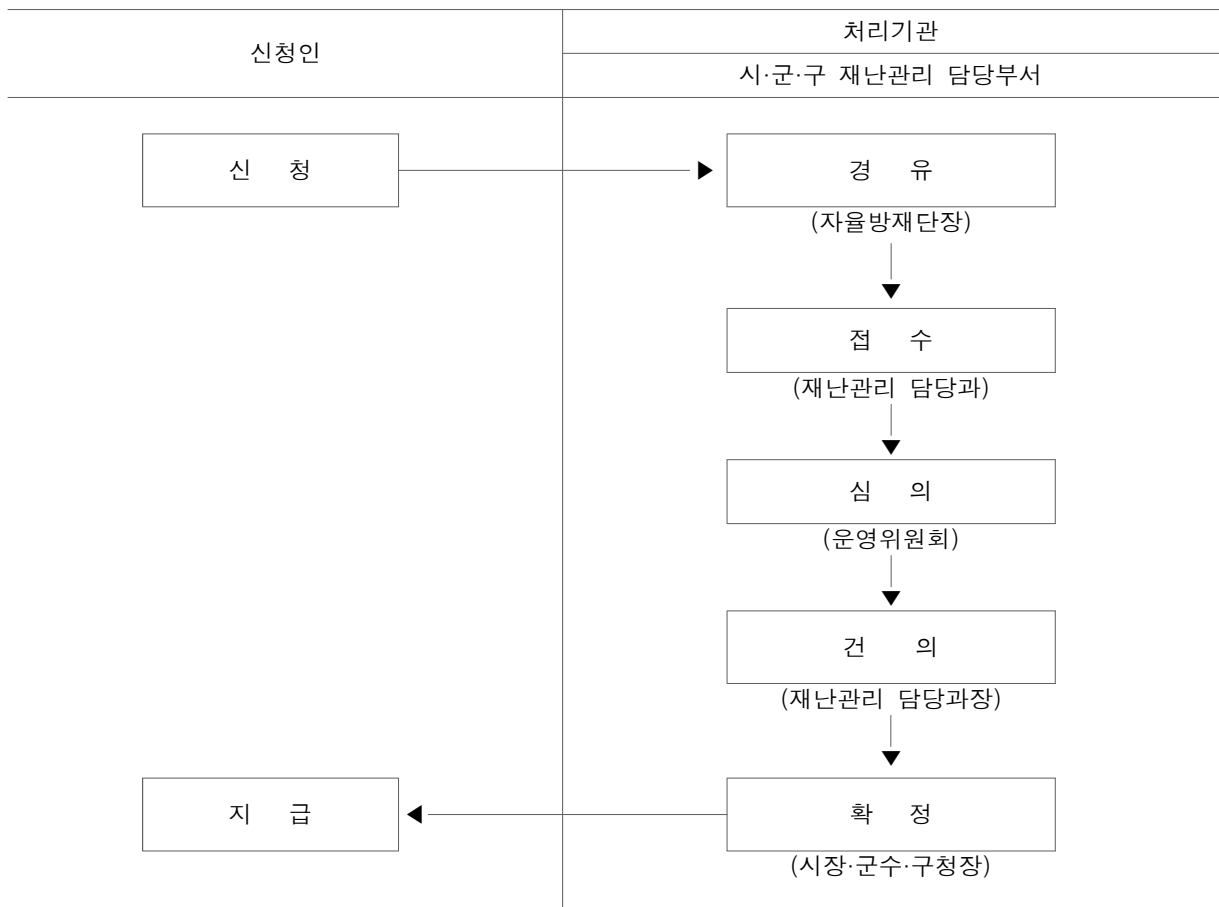 신청인
처리기관
시·군·구 재난관리 담당부서
신 청
경 유
(자율방재단장)
접 수
(재난관리 담당과)
심 의
(운영위원회)
건 의
(재난관리 담당과장)
지 급
확 정
(시장·군수·구청장)